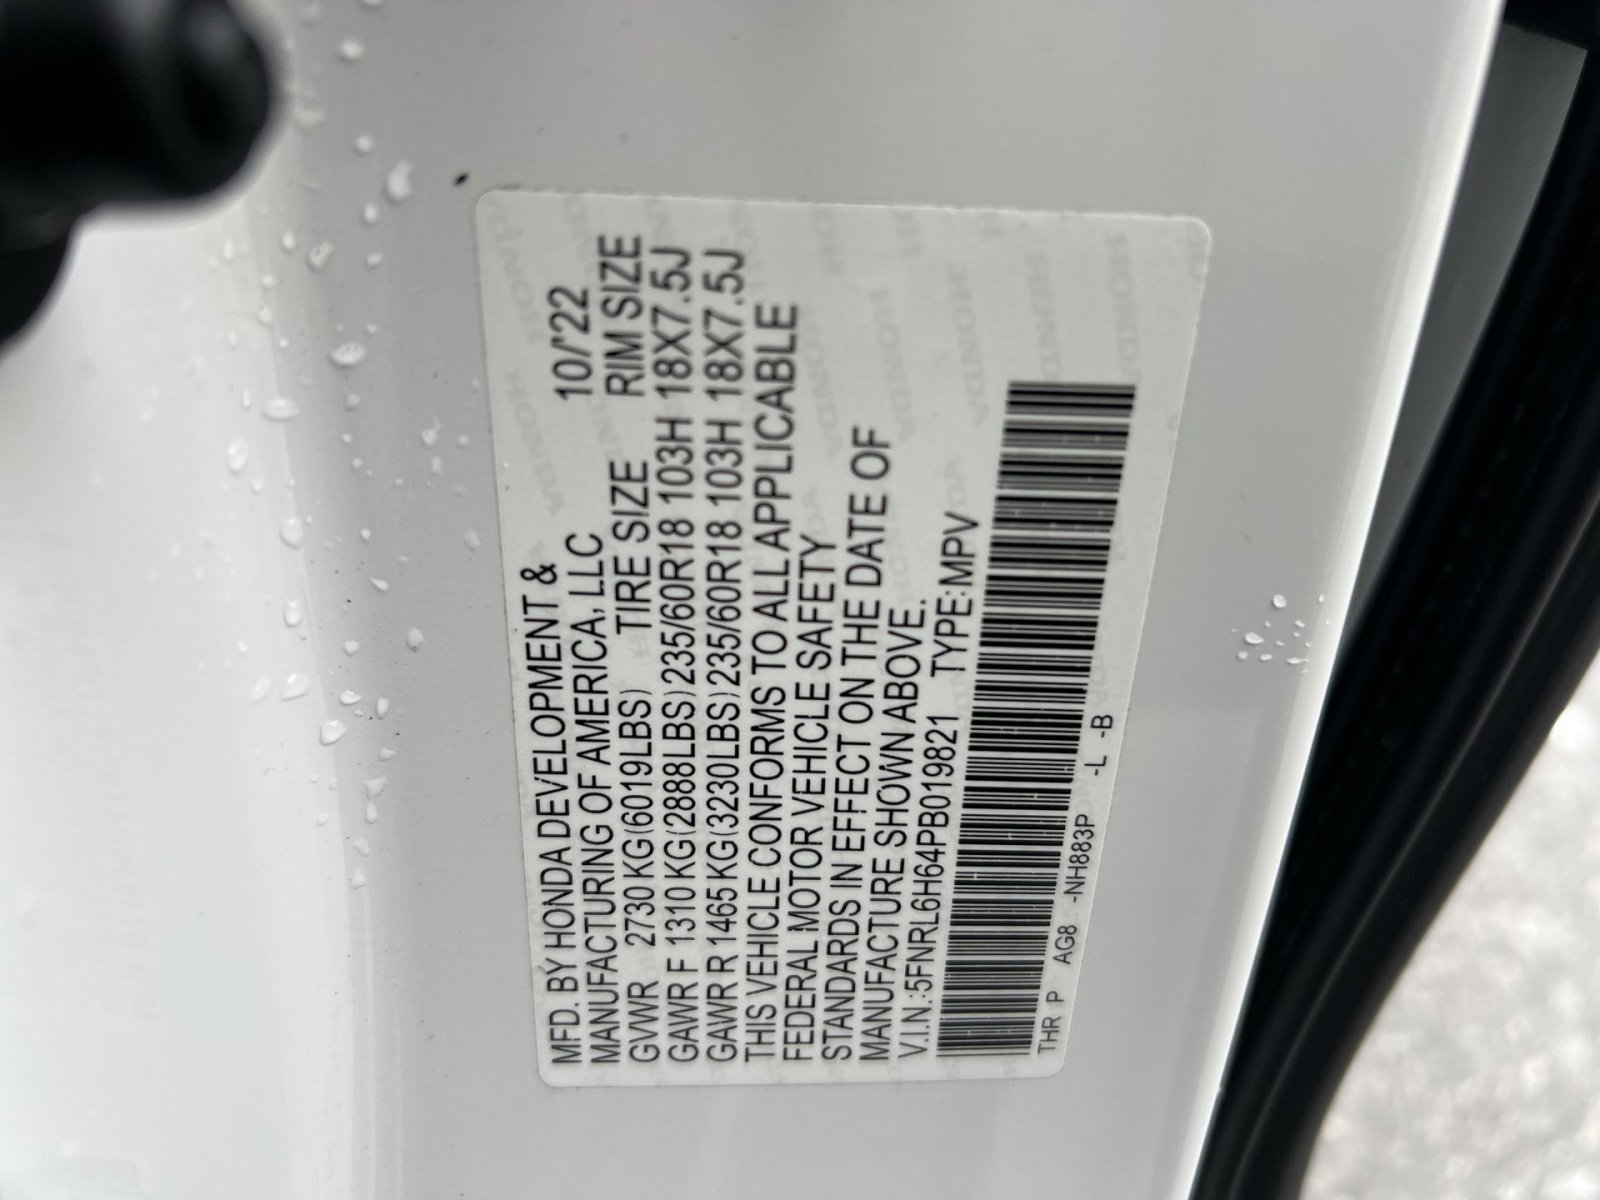 MFD. BY HONDA DEVELOPMENT & 10/'22
MANUFACTURING OF AMERICA, LLC
GVWR 2730 KG(6019LBS) TIRE SIZE RIM SIZE
GAWR F 1310 KG(2888LBS) 235/60R18 103H 18X7.5J
GAWR R 1465 KG(3230LBS) 235/60R18 103H 18X7.5J
THIS VEHICLE CONFORMS TO ALL APPLICABLE
FEDERAL MOTOR VEHICLE SAFETY
STANDARDS IN EFFECT ON THE DATE OF
MANUFACTURE SHOWN ABOVE.
V.I.N.:5FNRL6H64PB019821 TYPE:MPV
THR P AG8 -NH883P -L -B